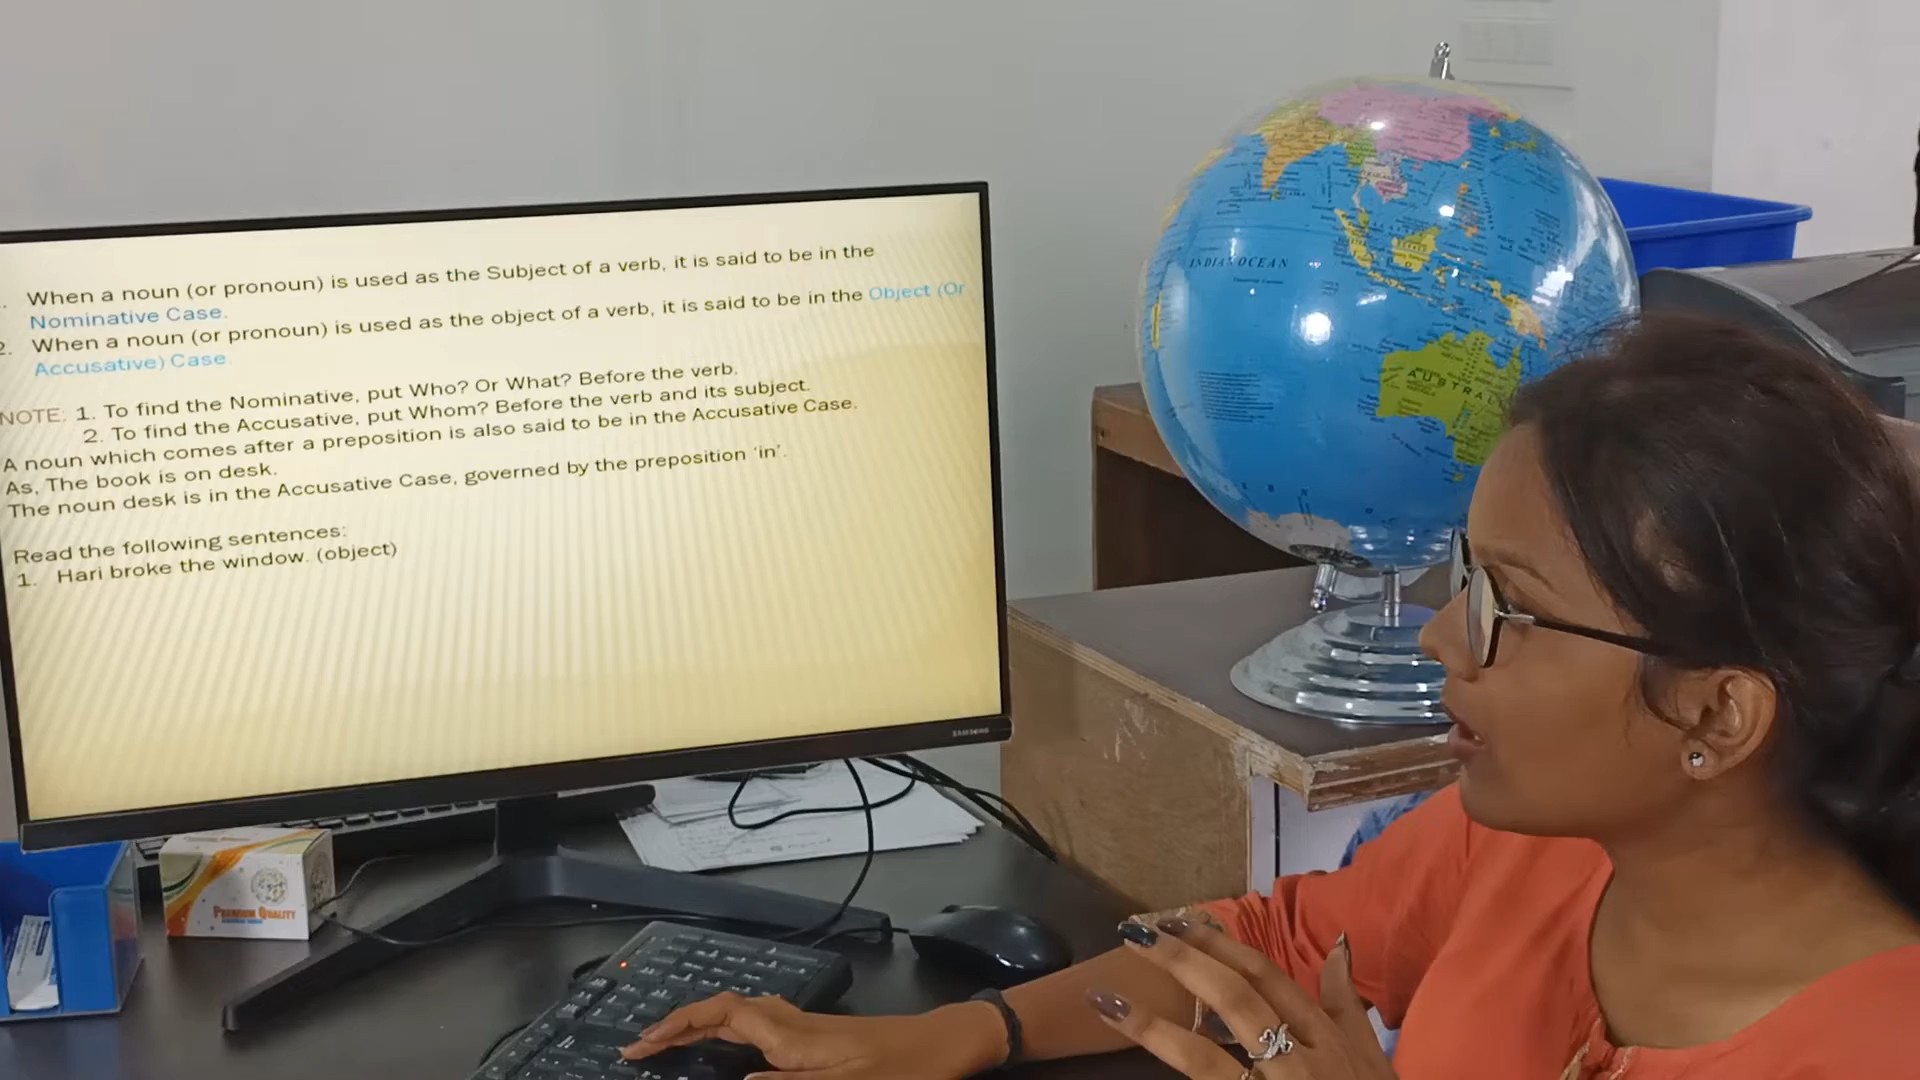 When a noun (or pronoun) is used as the Subject of a verb, it is said to be in the
Nominative Case.
2. When a noun (or pronoun) is used as the object of a verb, it is said to be in the Object (Or
Accusative) Case.
NOTE: 1. To find the Nominative, put Who? Or What? Before the verb.
2. To find the Accusative, put Whom? Before the verb and its subject.
A noun which comes after a preposition is also said to be in the Accusative Case.
As, The book is on desk.
The noun desk is in the Accusative Case, governed by the preposition ‘in’.
Read the following sentences:
1. Hari broke the window. (object)
SAMSUNG
INDIAN OCEAN
AUSTRAL
PREMIUM QUALITY